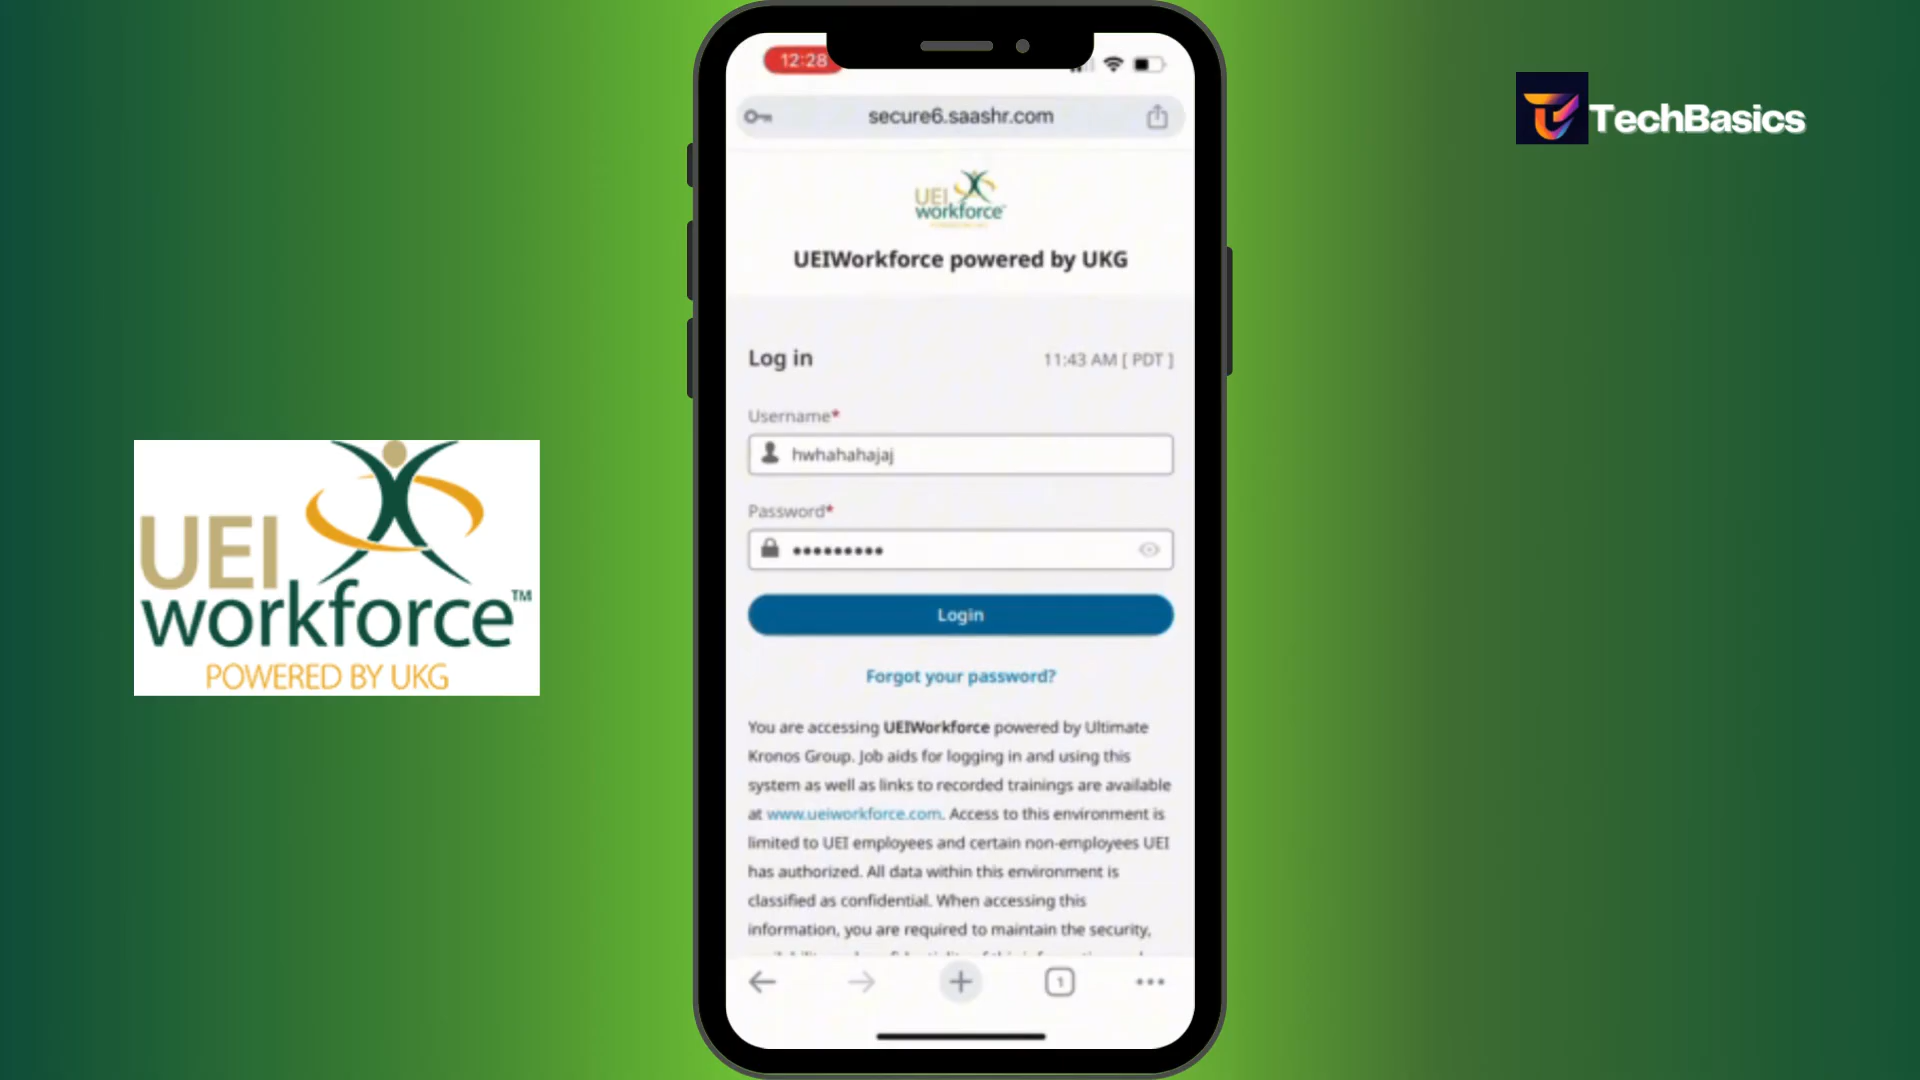 12:28
secure6.saashr.com
TechBasics
UEI
workforce
UEIWorkforce powered by UKG
Log in
11:43 AM [ PDT ]
Username*
hwhahahajaj
Password*
Login
Forgot your password?
You are accessing UEIWorkforce powered by Ultimate
Kronos Group. Job aids for logging in and using this
system as well as links to recorded trainings are available
at www.ueiworkforce.com. Access to this environment is
limited to UEI employees and certain non-employees UEI
has authorized. All data within this environment is
classified as confidential. When accessing this
information, you are required to maintain the security,
1
UEI
workforce™
POWERED BY UKG